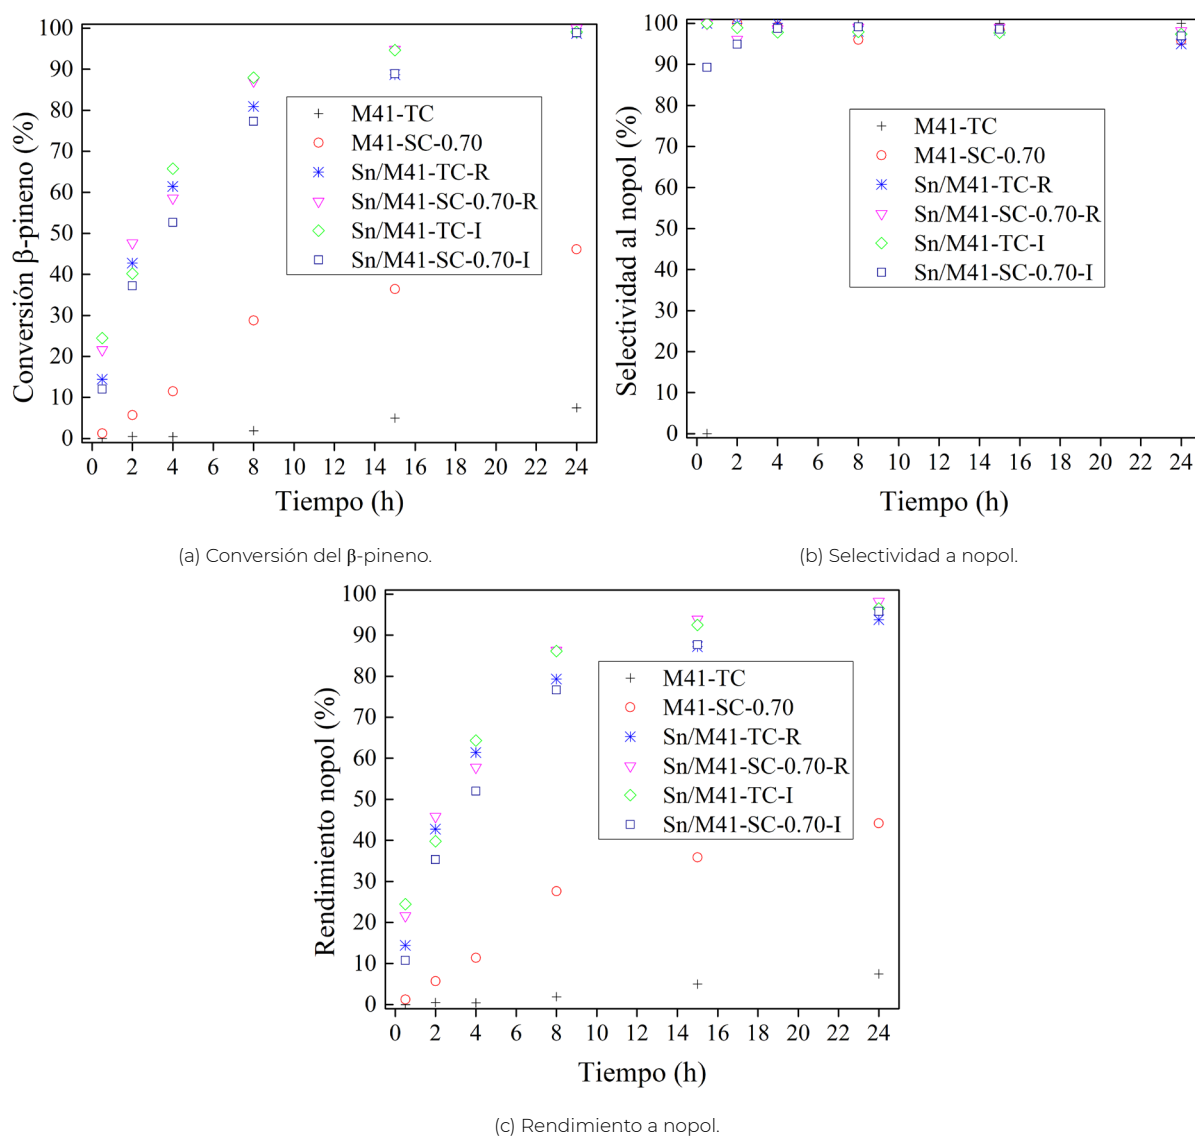 100
90
80
70
60
50
40
30
20
10
0
0 2 4 6 8 10 12 14 16 18 20 22 24
Conversión β-pineno (%)
Tiempo (h)
M41-TC
M41-SC-0.70
Sn/M41-TC-R
Sn/M41-SC-0.70-R
Sn/M41-TC-I
Sn/M41-SC-0.70-I
(a) Conversión del β-pineno.
100
90
80
70
60
50
40
30
20
10
0
0 2 4 6 8 10 12 14 16 18 20 22 24
Selectividad al nopol (%)
Tiempo (h)
M41-TC
M41-SC-0.70
Sn/M41-TC-R
Sn/M41-SC-0.70-R
Sn/M41-TC-I
Sn/M41-SC-0.70-I
(b) Selectividad a nopol.
100
90
80
70
60
50
40
30
20
10
0
0 2 4 6 8 10 12 14 16 18 20 22 24
Rendimiento nopol (%)
Tiempo (h)
M41-TC
M41-SC-0.70
Sn/M41-TC-R
Sn/M41-SC-0.70-R
Sn/M41-TC-I
Sn/M41-SC-0.70-I
(c) Rendimiento a nopol.